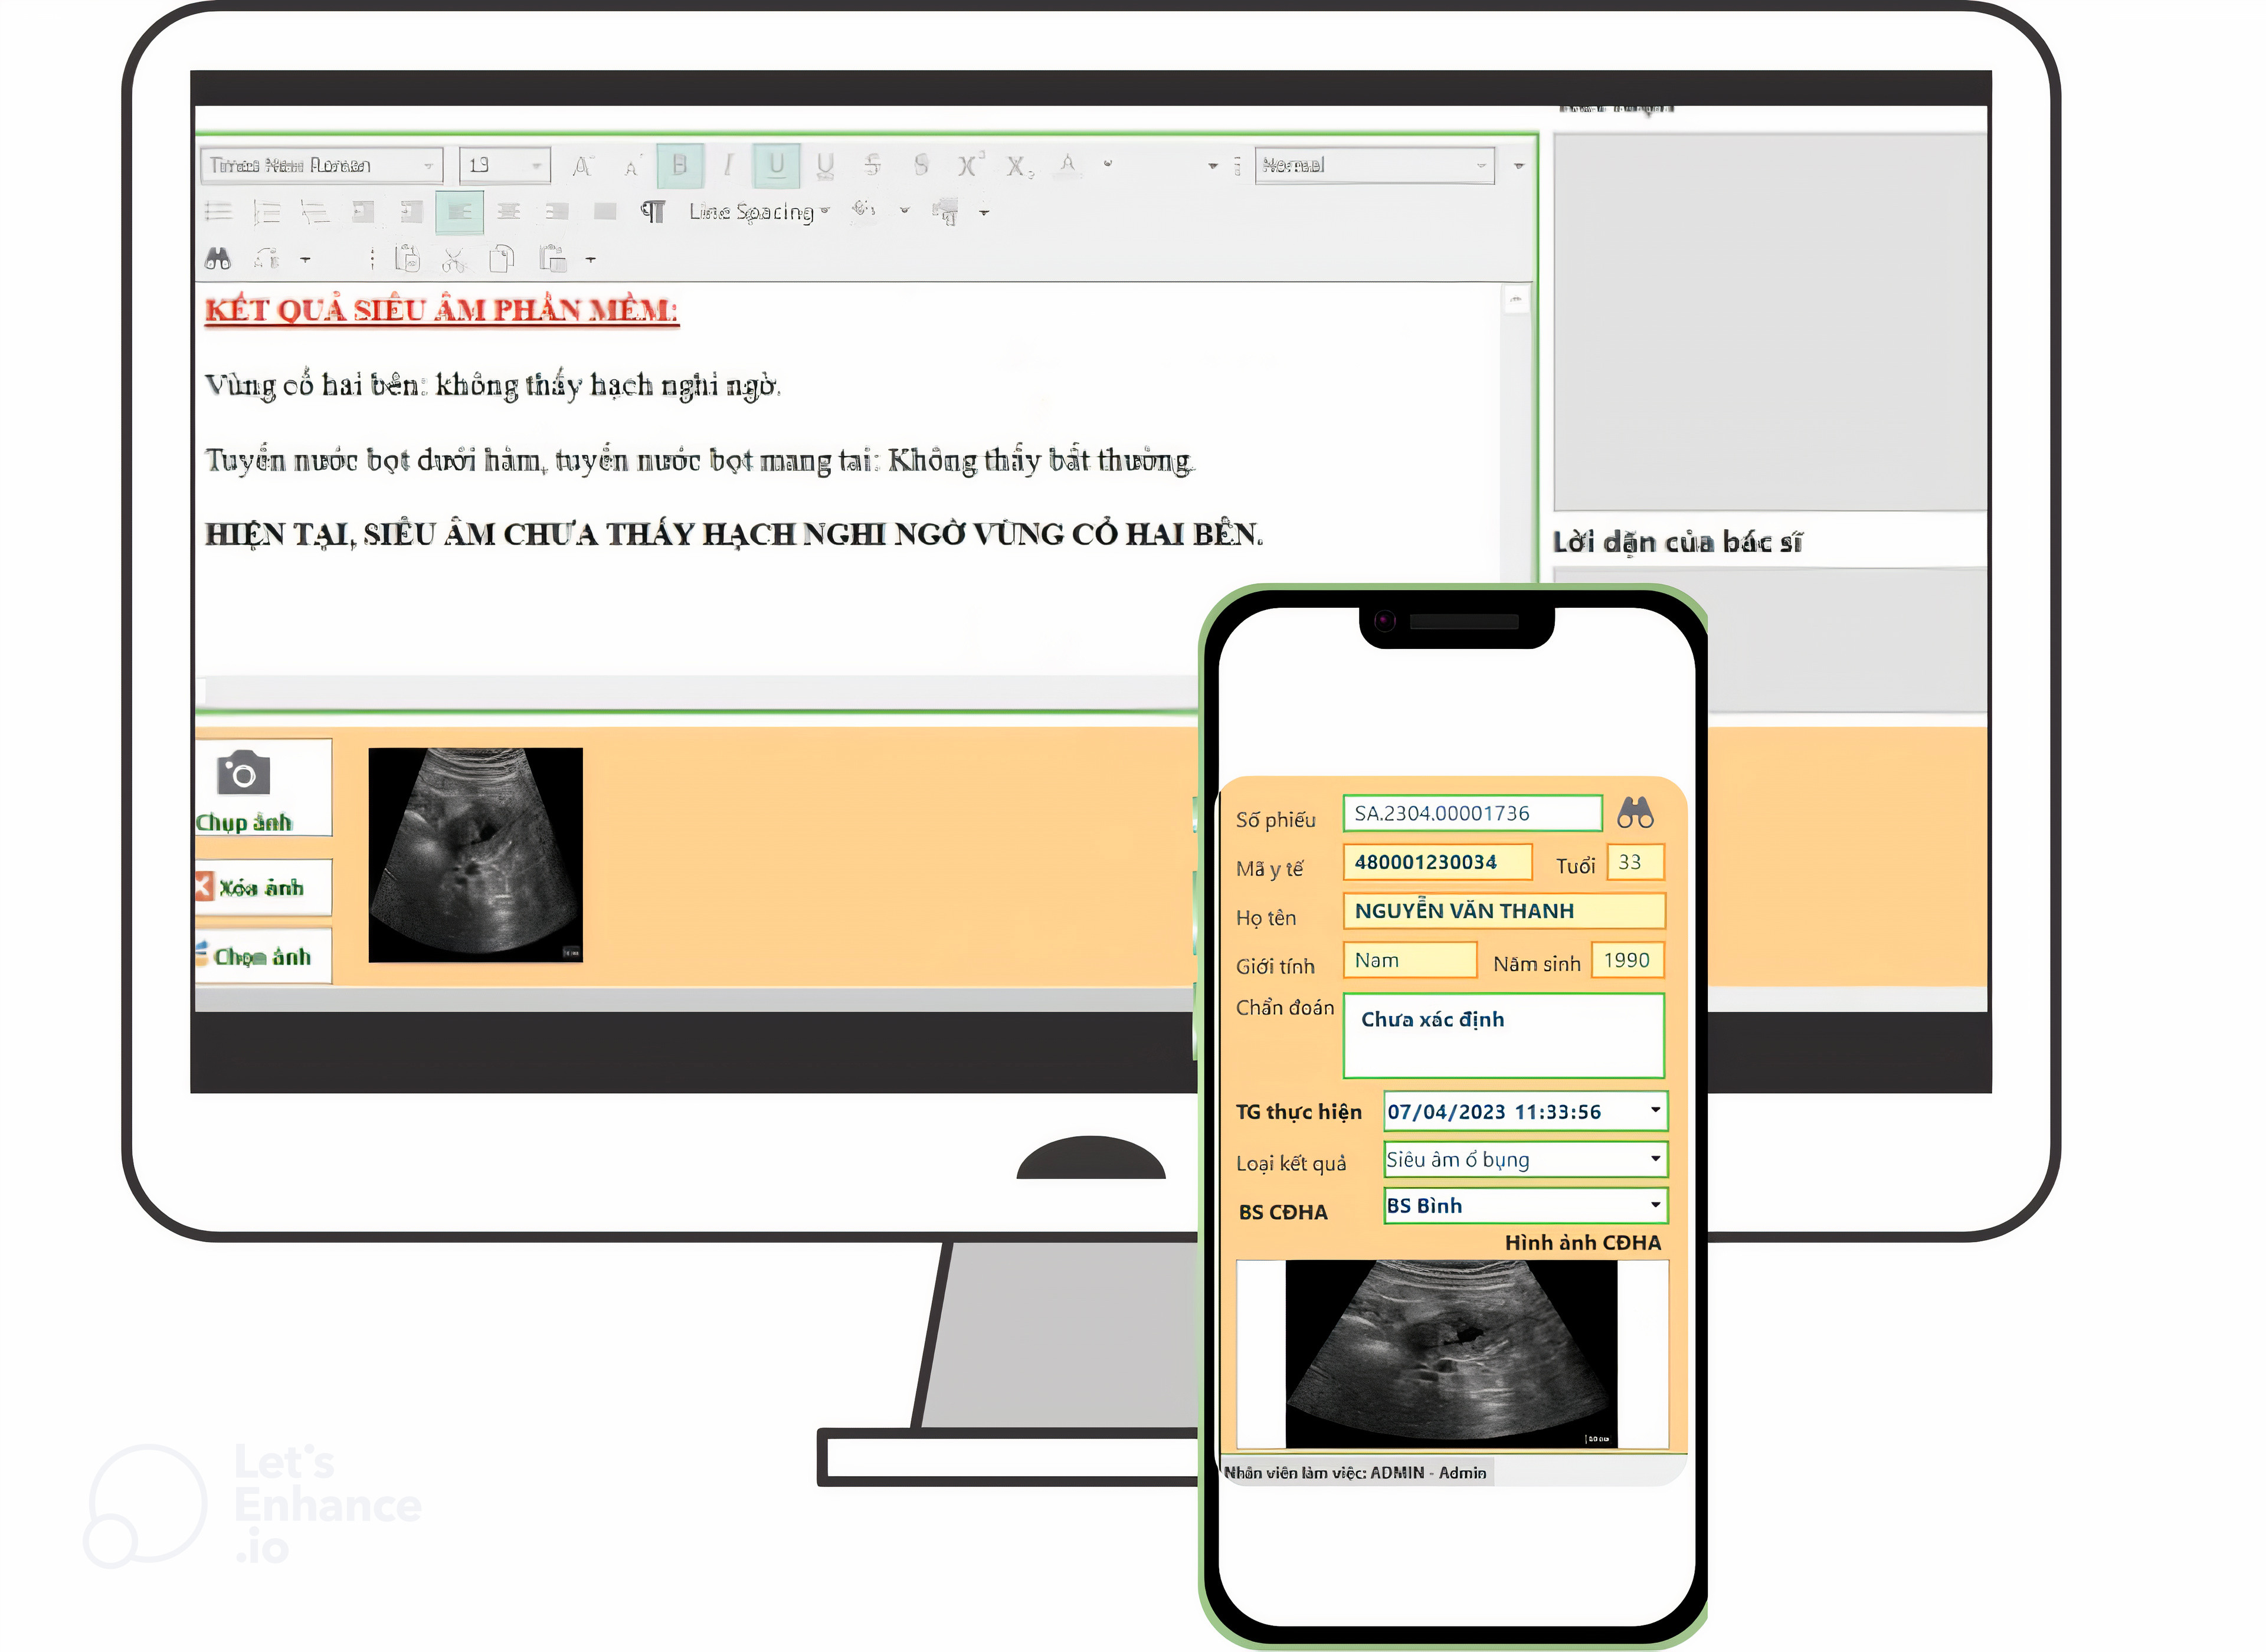 Times New Roman 13 Normal
Line Spacing
KẾT QUẢ SIÊU ÂM PHẦN MỀM:
Vùng cổ hai bên: không thấy hạch nghi ngờ.
Tuyến nước bọt dưới hàm, tuyến nước bọt mang tai: Không thấy bất thường.
HIỆN TẠI, SIÊU ÂM CHƯA THẤY HẠCH NGHI NGỜ VÙNG CỔ HAI BÊN.
Lời dặn của bác sĩ
Chụp ảnh
Xóa ảnh
Chọn ảnh
Số phiếu SA.2304.00001736
Mã y tế 480001230034 Tuổi 33
Họ tên NGUYỄN VĂN THANH
Giới tính Nam Năm sinh 1990
Chẩn đoán Chưa xác định
TG thực hiện 07/04/2023 11:33:56
Loại kết quả Siêu âm ổ bụng
BS CĐHA BS Bình
Hình ảnh CĐHA
Nhân viên làm việc: ADMIN - Admin
Let's
Enhance
.io